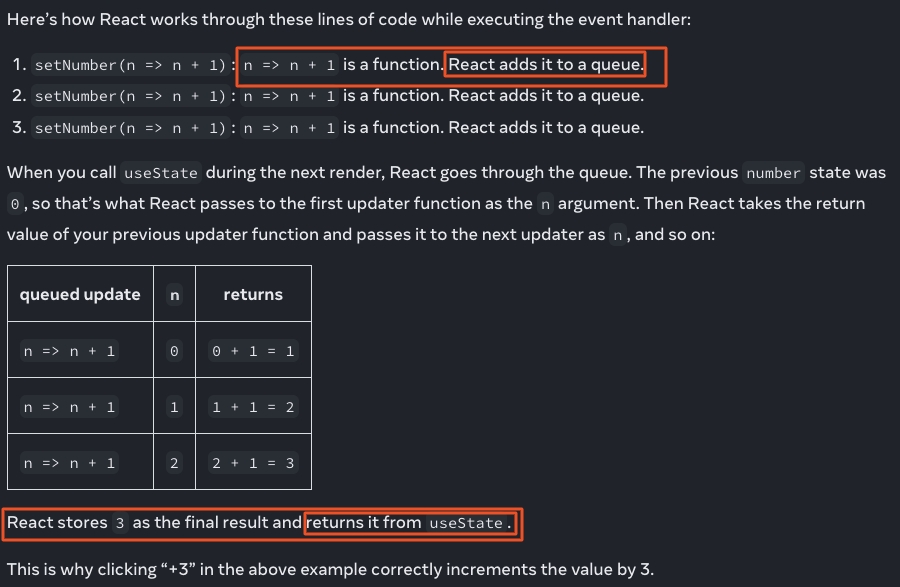 Here’s how React works through these lines of code while executing the event handler:
1. setNumber(n => n + 1): n => n + 1 is a function. React adds it to a queue.
2. setNumber(n => n + 1): n => n + 1 is a function. React adds it to a queue.
3. setNumber(n => n + 1): n => n + 1 is a function. React adds it to a queue.
When you call useState during the next render, React goes through the queue. The previous number state was
0, so that’s what React passes to the first updater function as the n argument. Then React takes the return
value of your previous updater function and passes it to the next updater as n, and so on:
queued update n returns
n => n + 1 0 0 + 1 = 1
n => n + 1 1 1 + 1 = 2
n => n + 1 2 2 + 1 = 3
React stores 3 as the final result and returns it from useState.
This is why clicking “+3” in the above example correctly increments the value by 3.